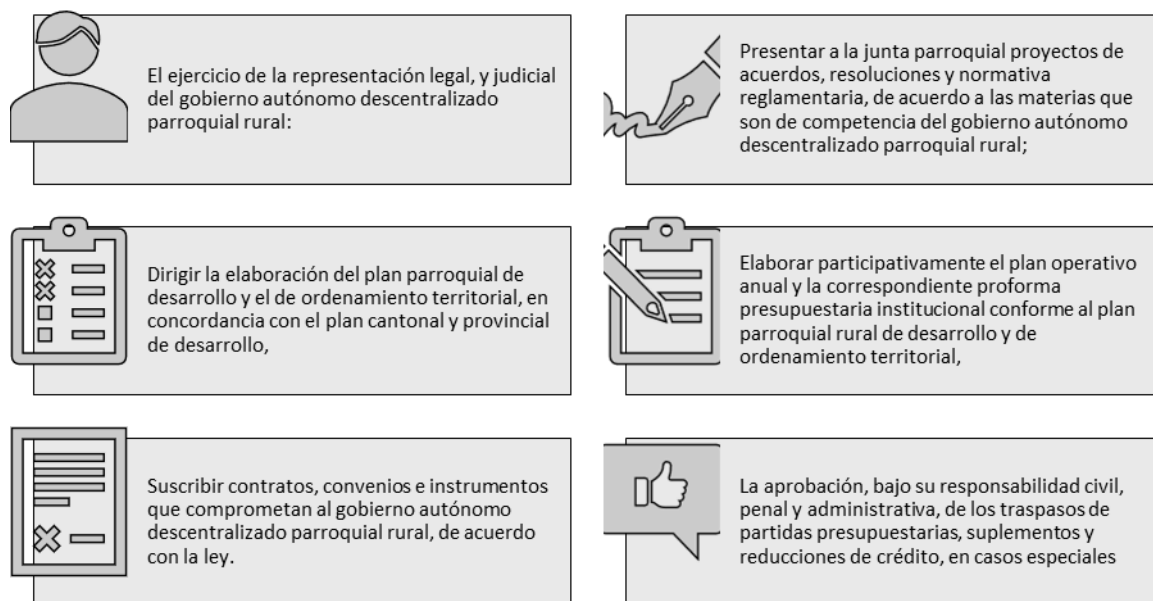 El ejercicio de la representación legal, y judicial
del gobierno autónomo descentralizado
parroquial rural:
Presentar a la junta parroquial proyectos de
acuerdos, resoluciones y normativa
reglamentaria, de acuerdo a las materias que
son de competencia del gobierno autónomo
descentralizado parroquial rural;
Dirigir la elaboración del plan parroquial de
desarrollo y el de ordenamiento territorial, en
concordancia con el plan cantonal y provincial
de desarrollo,
Elaborar participativamente el plan operativo
anual y la correspondiente proforma
presupuestaria institucional conforme al plan
parroquial rural de desarrollo y de
ordenamiento territorial,
Suscribir contratos, convenios e instrumentos
que comprometan al gobierno autónomo
descentralizado parroquial rural, de acuerdo
con la ley.
La aprobación, bajo su responsabilidad civil,
penal y administrativa, de los traspasos de
partidas presupuestarias, suplementos y
reducciones de crédito, en casos especiales